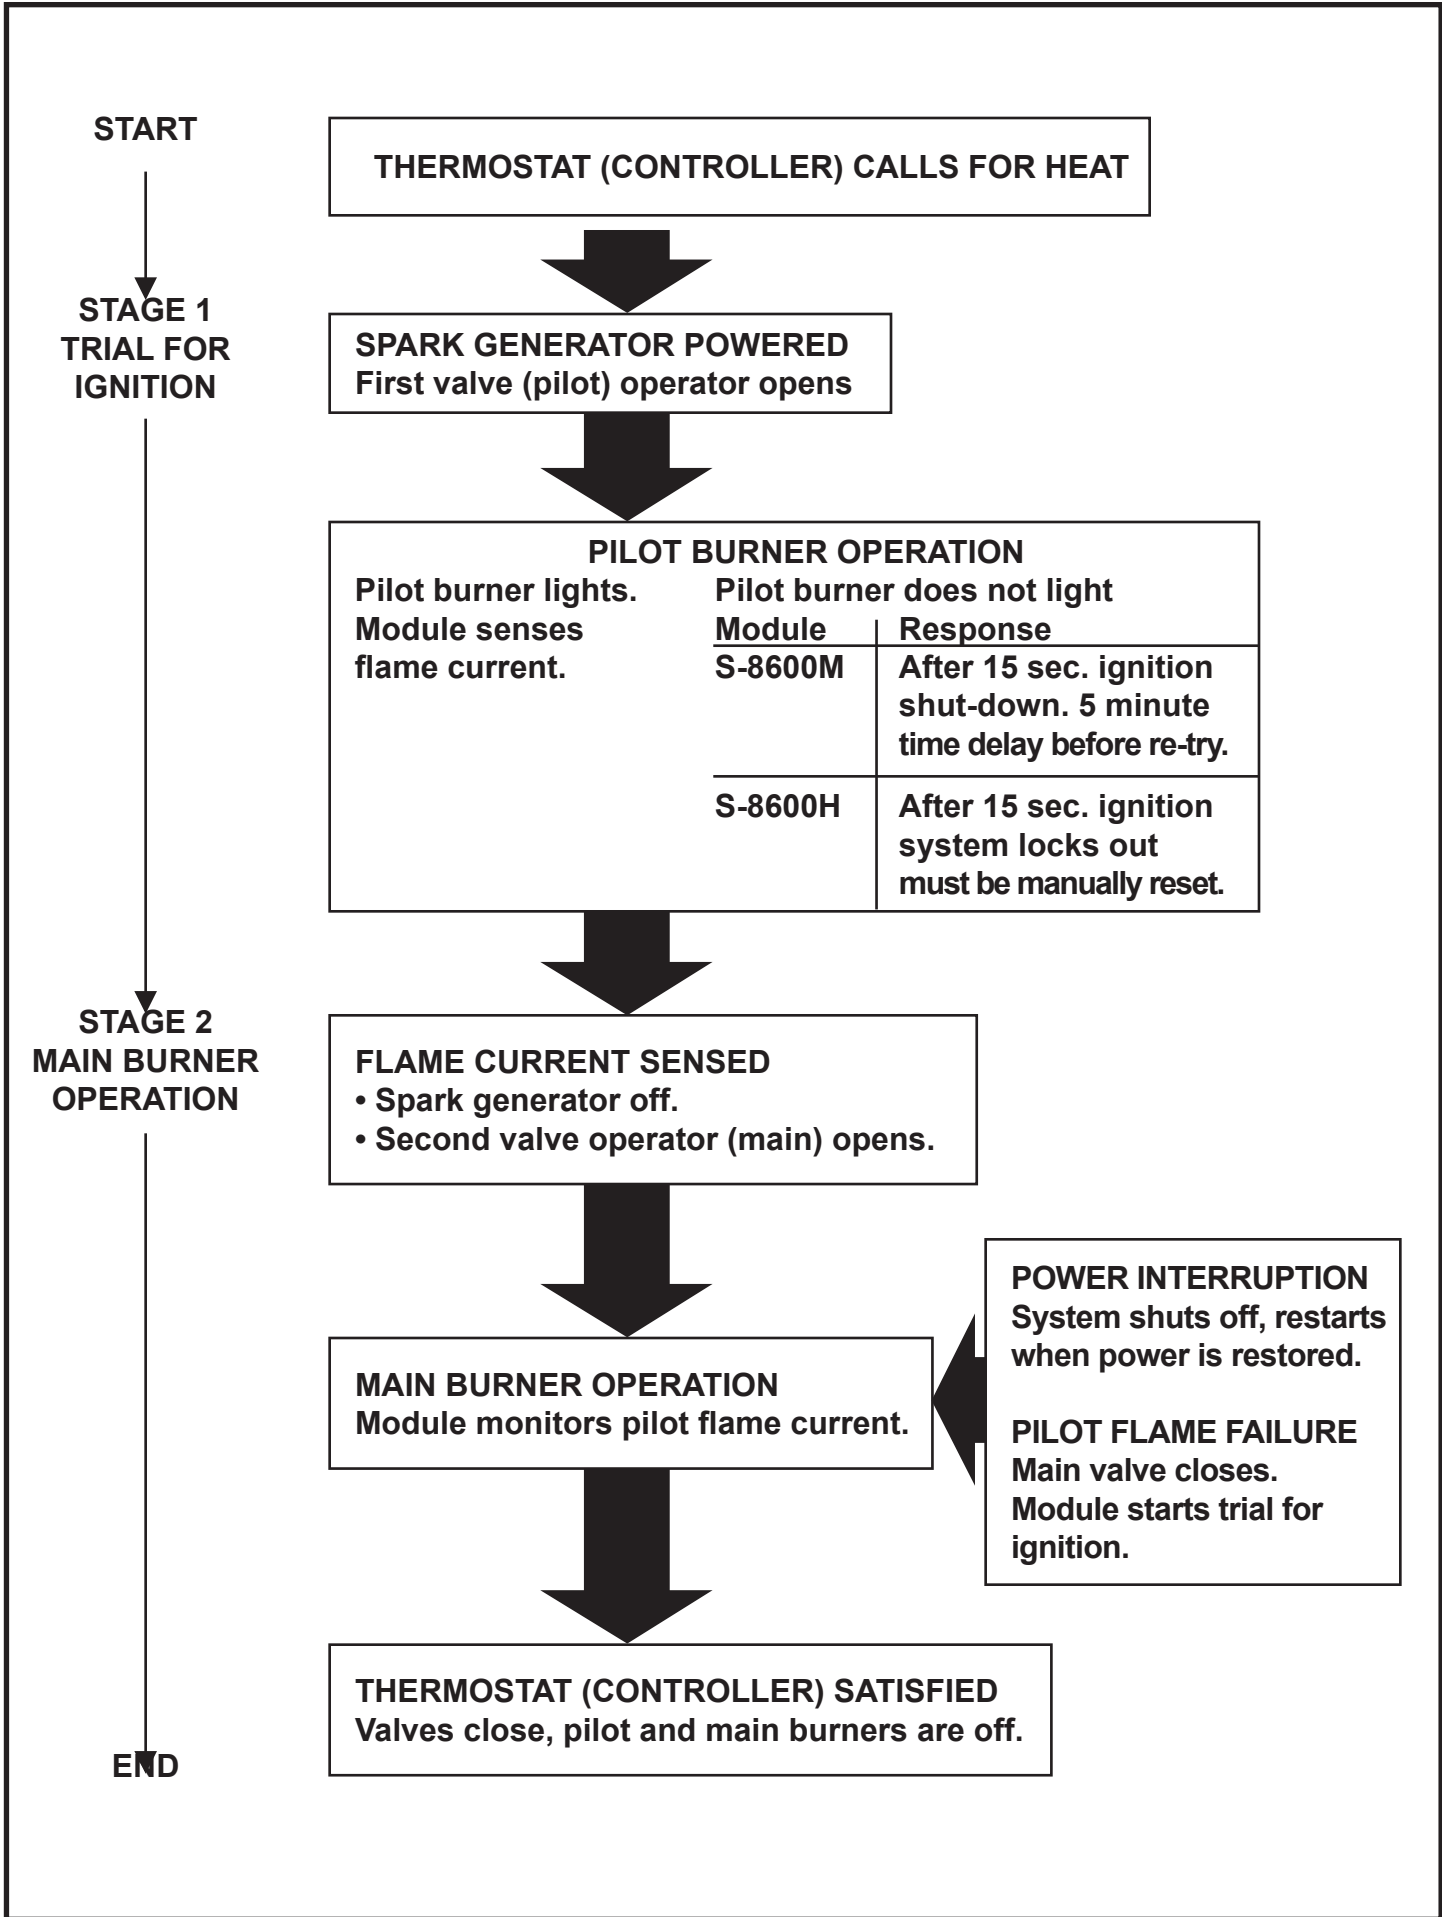 START
THERMOSTAT (CONTROLLER) CALLS FOR HEAT
STAGE 1
TRIAL FOR
IGNITION
SPARK GENERATOR POWERED
First valve (pilot) operator opens
PILOT BURNER OPERATION
Pilot burner lights.
Module senses
flame current.
Pilot burner does not light
Module Response
S-8600M After 15 sec. ignition
shut-down. 5 minute
time delay before re-try.
S-8600H After 15 sec. ignition
system locks out
must be manually reset.
STAGE 2
MAIN BURNER
OPERATION
FLAME CURRENT SENSED
• Spark generator off.
• Second valve operator (main) opens.
MAIN BURNER OPERATION
Module monitors pilot flame current.
POWER INTERRUPTION
System shuts off, restarts
when power is restored.
PILOT FLAME FAILURE
Main valve closes.
Module starts trial for
ignition.
THERMOSTAT (CONTROLLER) SATISFIED
Valves close, pilot and main burners are off.
END